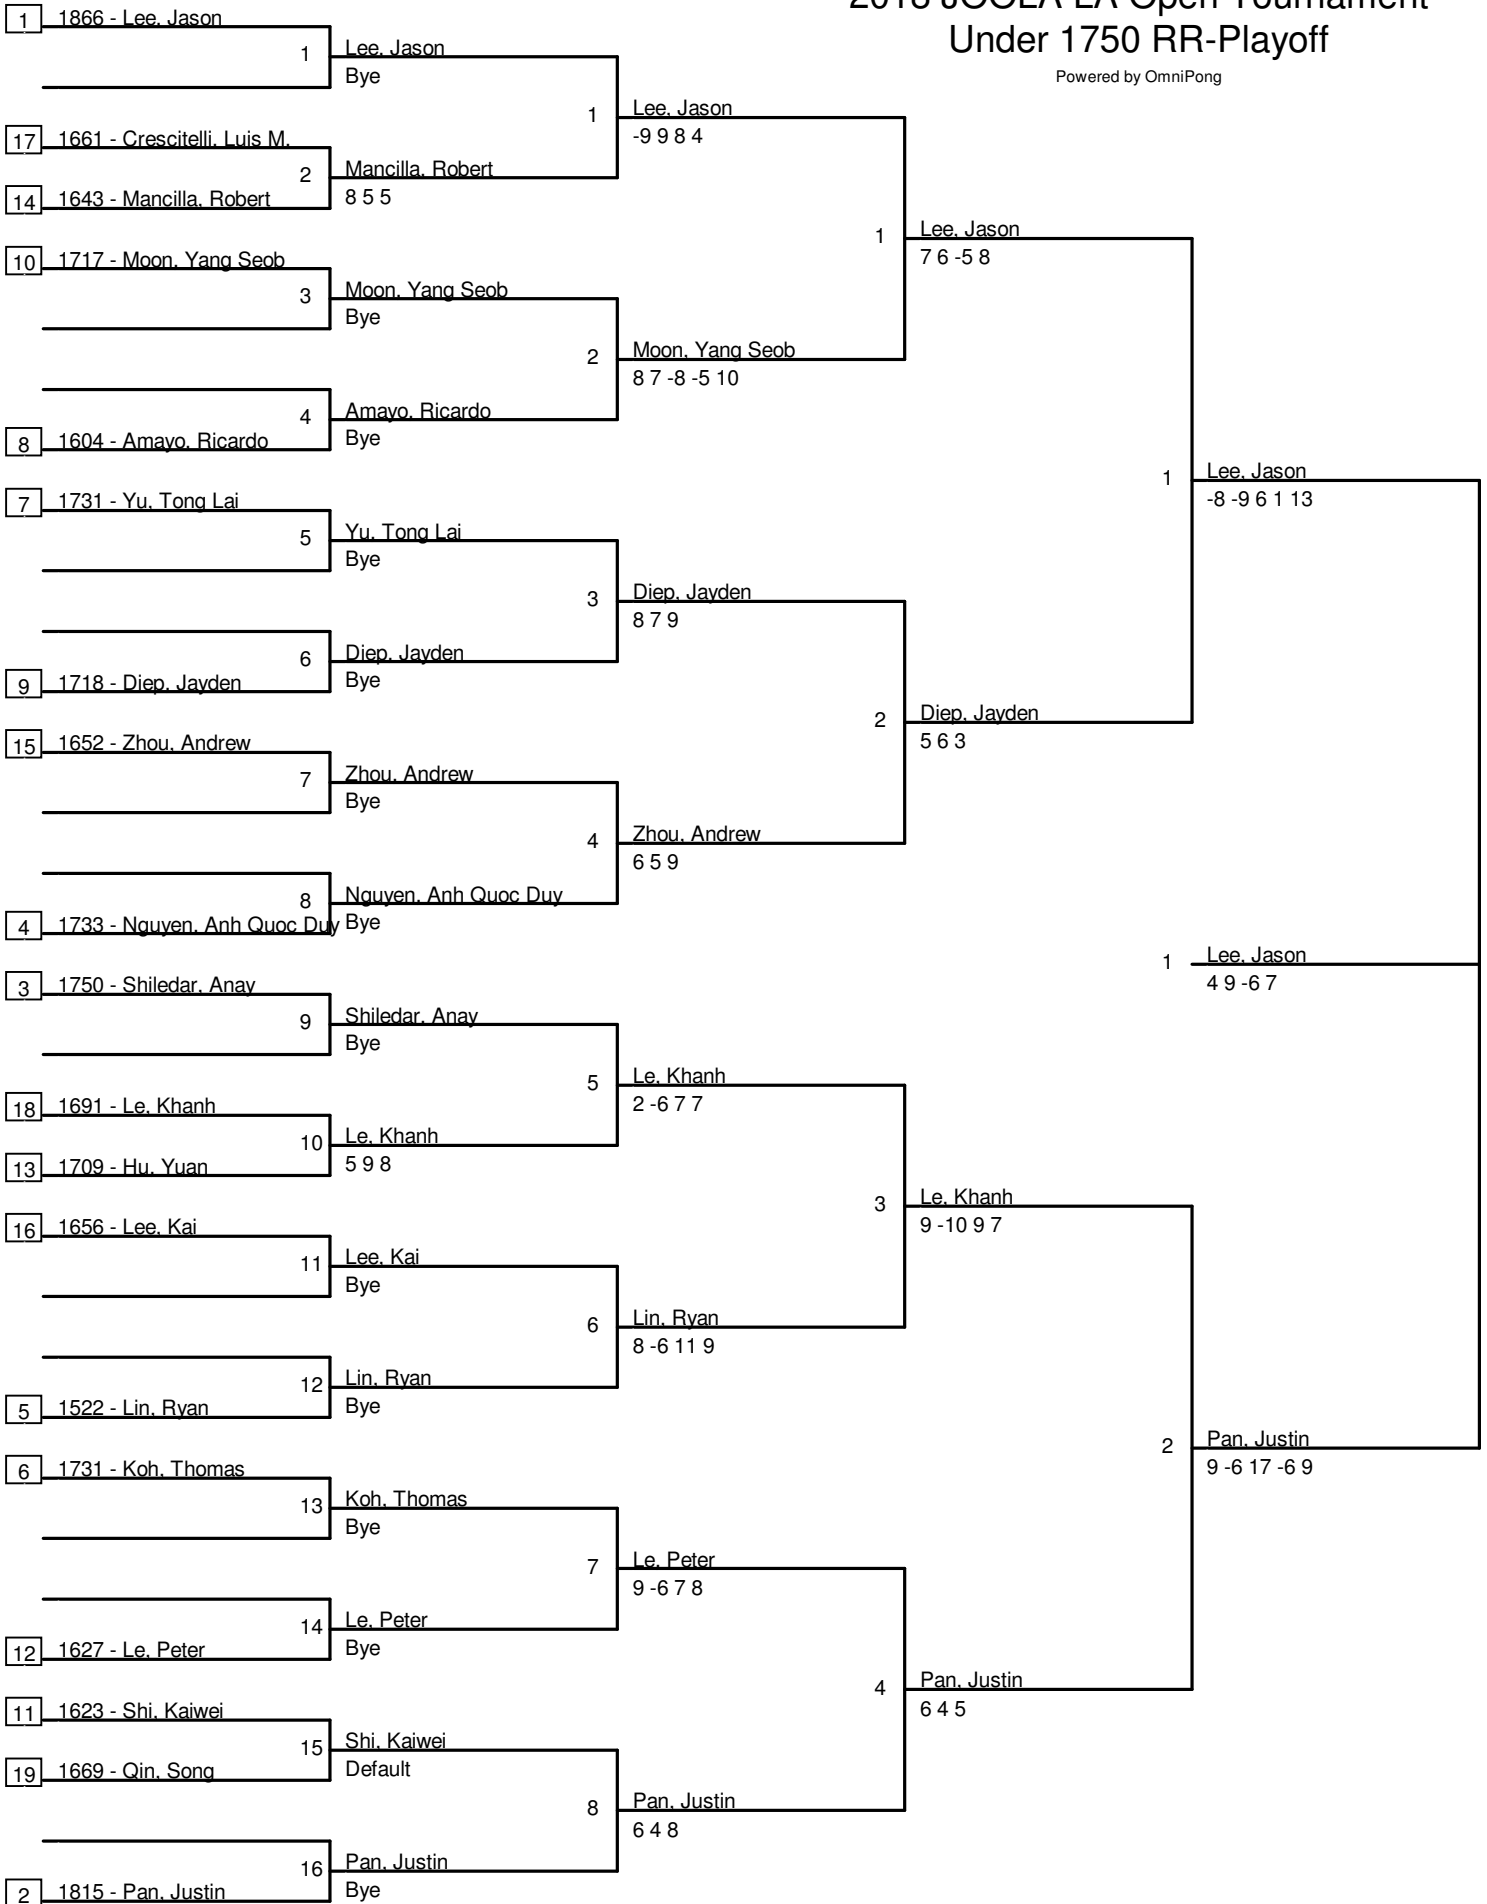 2018 JOOLA LA Open Tournament
Under 1750 RR-Playoff
Powered by OmniPong
1 1866 - Lee, Jason
1 Lee, Jason
Bye
1 Lee, Jason
-9 9 8 4
17 1661 - Crescitelli, Luis M.
2 Mancilla, Robert
8 5 5
14 1643 - Mancilla, Robert
1 Lee, Jason
7 6 -5 8
10 1717 - Moon, Yang Seob
3 Moon, Yang Seob
Bye
2 Moon, Yang Seob
8 7 -8 -5 10
4 Amayo, Ricardo
Bye
8 1604 - Amayo, Ricardo
1 Lee, Jason
-8 -9 6 1 13
7 1731 - Yu, Tong Lai
5 Yu, Tong Lai
Bye
3 Diep, Jayden
8 7 9
6 Diep, Jayden
Bye
9 1718 - Diep, Jayden
2 Diep, Jayden
5 6 3
15 1652 - Zhou, Andrew
7 Zhou, Andrew
Bye
4 Zhou, Andrew
6 5 9
8 Nguyen, Anh Quoc Duy
Bye
4 1733 - Nguyen, Anh Quoc Duy
1 Lee, Jason
4 9 -6 7
3 1750 - Shiledar, Anay
9 Shiledar, Anay
Bye
5 Le, Khanh
2 -6 7 7
18 1691 - Le, Khanh
10 Le, Khanh
5 9 8
13 1709 - Hu, Yuan
3 Le, Khanh
9 -10 9 7
16 1656 - Lee, Kai
11 Lee, Kai
Bye
6 Lin, Ryan
8 -6 11 9
12 Lin, Ryan
Bye
5 1522 - Lin, Ryan
2 Pan, Justin
9 -6 17 -6 9
6 1731 - Koh, Thomas
13 Koh, Thomas
Bye
7 Le, Peter
9 -6 7 8
14 Le, Peter
Bye
12 1627 - Le, Peter
4 Pan, Justin
6 4 5
11 1623 - Shi, Kaiwei
15 Shi, Kaiwei
Default
19 1669 - Qin, Song
8 Pan, Justin
6 4 8
16 Pan, Justin
Bye
2 1815 - Pan, Justin